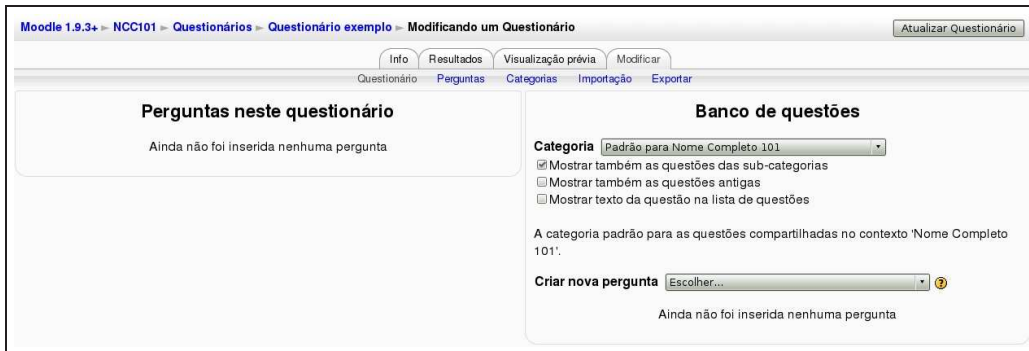 Moodle 1.9.3+ ► NCC101 ► Questionários ► Questionário exemplo ► Modificando um Questionário
Atualizar Questionário
Info Resultados Visualização prévia Modificar
Questionário Perguntas Categorias Importação Exportar
Perguntas neste questionário
Ainda não foi inserida nenhuma pergunta
Banco de questões
Categoria Padrão para Nome Completo 101
Mostrar também as questões das sub-categorias
Mostrar também as questões antigas
Mostrar texto da questão na lista de questões
A categoria padrão para as questões compartilhadas no contexto 'Nome Completo
101'.
Criar nova pergunta Escolher... ?
Ainda não foi inserida nenhuma pergunta